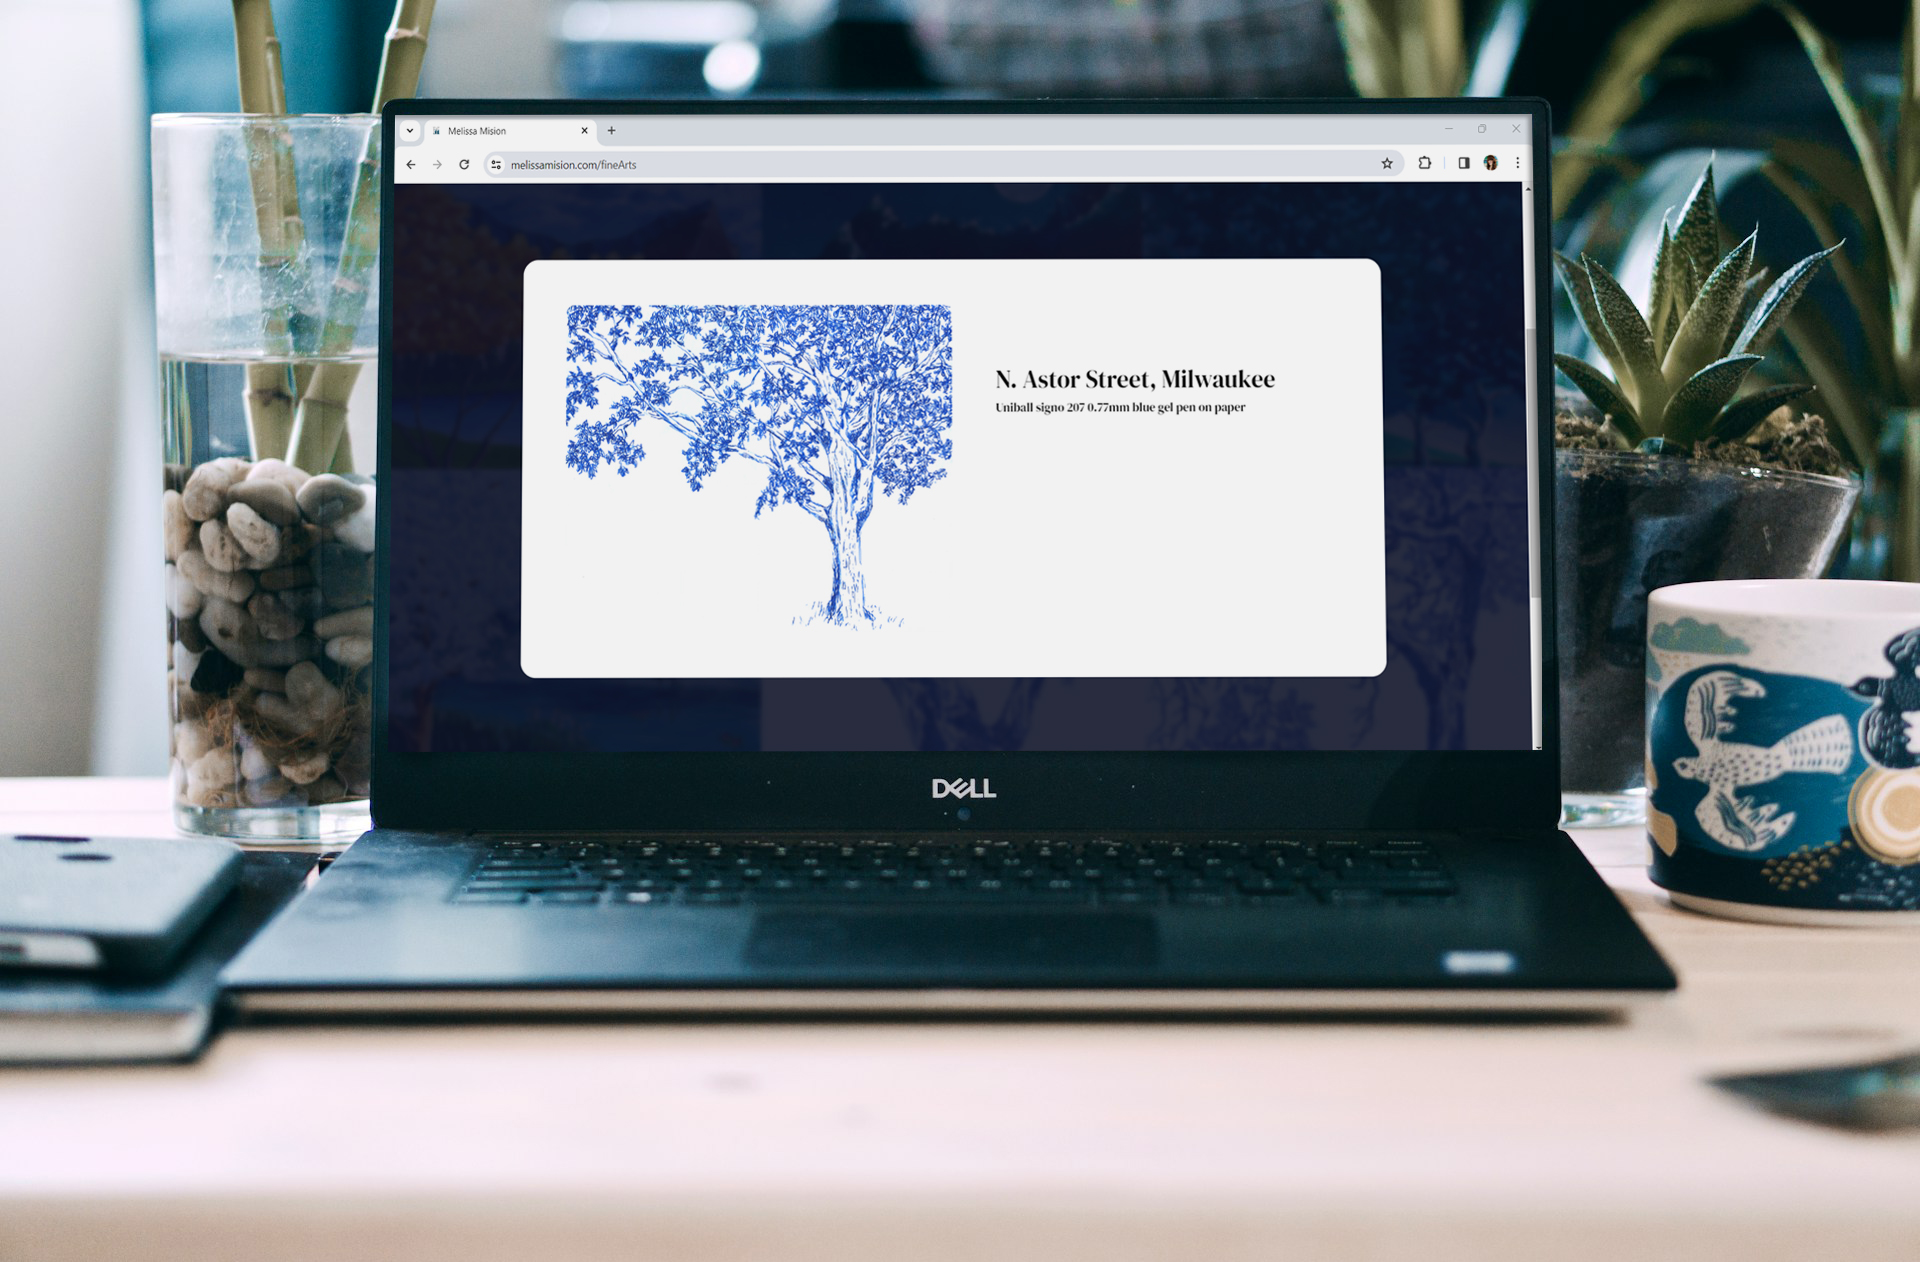 Melissa Mision
melissamision.com/fineArts
N. Astor Street, Milwaukee
Uniball signo 207 0.77mm blue gel pen on paper
DELL